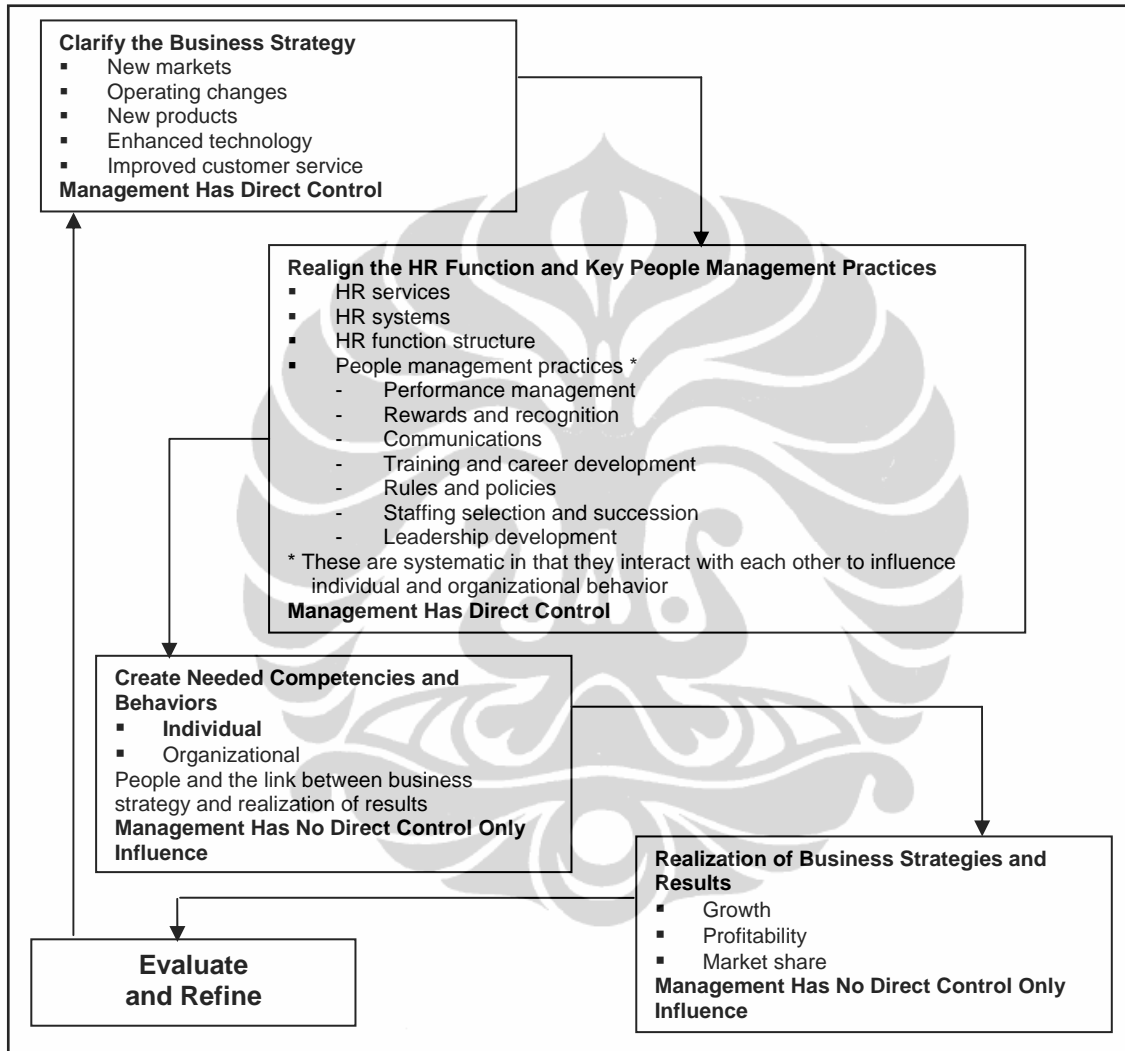 Clarify the Business Strategy
▪ New markets
▪ Operating changes
▪ New products
▪ Enhanced technology
▪ Improved customer service
Management Has Direct Control
Realign the HR Function and Key People Management Practices
▪ HR services
▪ HR systems
▪ HR function structure
▪ People management practices *
- Performance management
- Rewards and recognition
- Communications
- Training and career development
- Rules and policies
- Staffing selection and succession
- Leadership development
* These are systematic in that they interact with each other to influence
individual and organizational behavior
Management Has Direct Control
Create Needed Competencies and
Behaviors
▪ Individual
▪ Organizational
People and the link between business
strategy and realization of results
Management Has No Direct Control Only
Influence
Realization of Business Strategies and
Results
▪ Growth
▪ Profitability
▪ Market share
Management Has No Direct Control Only
Influence
Evaluate
and Refine